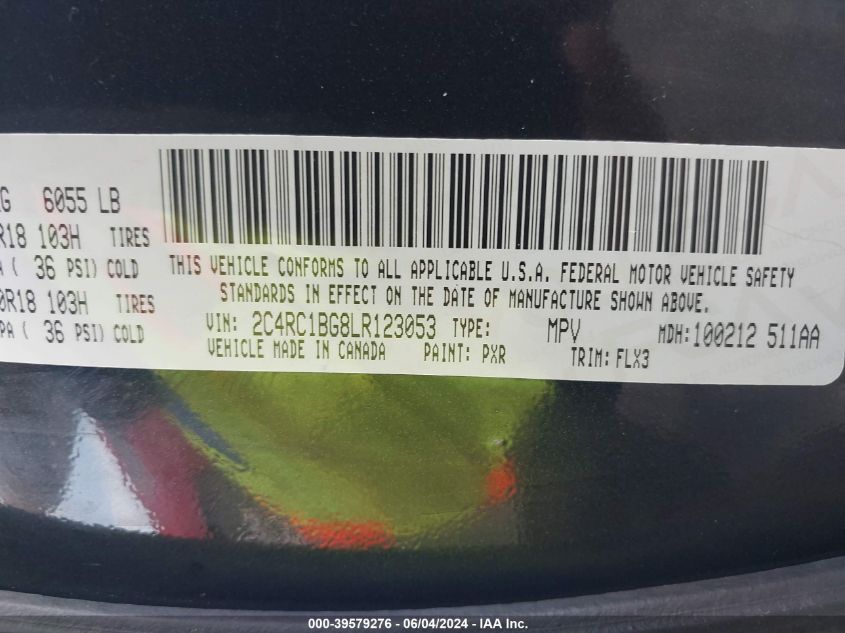 6055 LB
R18 103H TIRES
( 36 PSI) COLD
0R18 103H TIRES
PA ( 36 PSI) COLD
THIS VEHICLE CONFORMS TO ALL APPLICABLE U.S.A. FEDERAL MOTOR VEHICLE SAFETY
STANDARDS IN EFFECT ON THE DATE OF MANUFACTURE SHOWN ABOVE.
VIN: 2C4RC1BG8LR123053 TYPE: MPV MDH:100212 511AA
VEHICLE MADE IN CANADA PAINT: PXR TRIM: FLX3
000-39579276 - 06/04/2024 - IAA Inc.